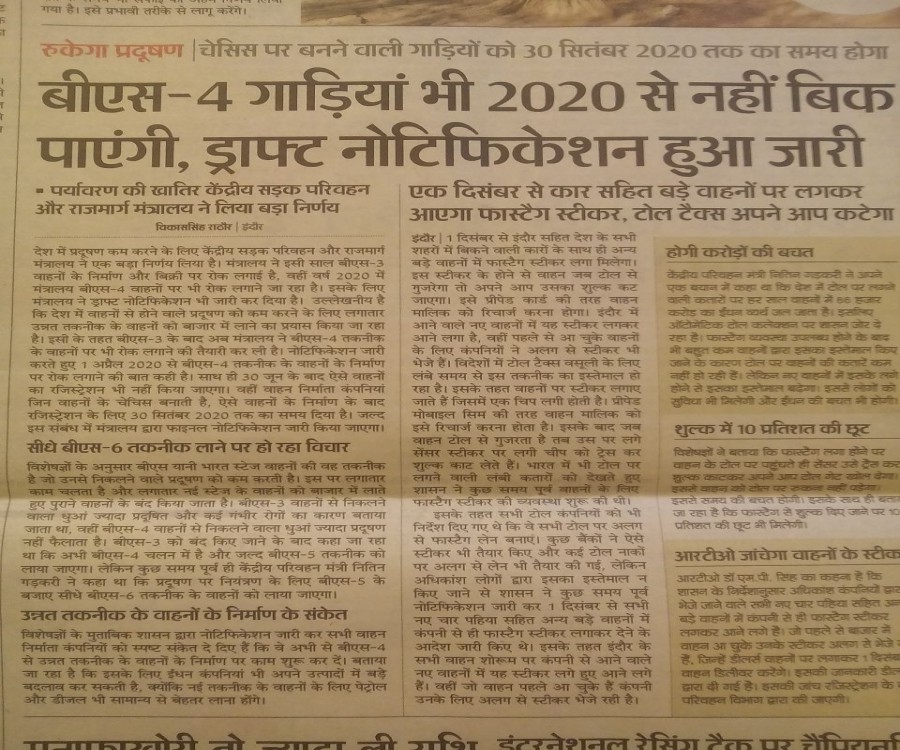 गया है। इसे प्रभावी तरीके से लागू करेंगे।
रुकेगा प्रदूषण | चेसिस पर बनने वाली गाड़ियों को 30 सितंबर 2020 तक का समय होगा
बीएस-4 गाड़ियां भी 2020 से नहीं बिक
पाएंगी, ड्राफ्ट नोटिफिकेशन हुआ जारी
▪ पर्यावरण की खातिर केंद्रीय सड़क परिवहन
और राजमार्ग मंत्रालय ने लिया बड़ा निर्णय
विकाससिंह राठौर | इंदौर
देश में प्रदूषण कम करने के लिए केंद्रीय सड़क परिवहन और राजमार्ग
मंत्रालय ने एक बड़ा निर्णय लिया है। मंत्रालय ने इसी साल बीएस-3
वाहनों के निर्माण और बिक्री पर रोक लगाई है, वहीं वर्ष 2020 में
मंत्रालय बीएस-4 वाहनों पर भी रोक लगाने जा रहा है। इसके लिए
मंत्रालय ने ड्राफ्ट नोटिफिकेशन भी जारी कर दिया है। उल्लेखनीय है
कि देश में वाहनों से होने वाले प्रदूषण को कम करने के लिए लगातार
उन्नत तकनीक के वाहनों को बाजार में लाने का प्रयास किया जा रहा
है। इसी के तहत बीएस-3 के बाद अब मंत्रालय ने बीएस-4 तकनीक
के वाहनों पर भी रोक लगाने की तैयारी कर ली है। नोटिफिकेशन जारी
करते हुए 1 अप्रैल 2020 से बीएस-4 तकनीक के वाहनों के निर्माण
पर रोक लगाने की बात कही है। साथ ही 30 जून के बाद ऐसे वाहनों
का रजिस्ट्रेशन भी नहीं किया जाएगा। वहीं वाहन निर्माता कंपनियां
जिन वाहनों के चेचिस बनाती है, ऐसे वाहनों के निर्माण के बाद
रजिस्ट्रेशन के लिए 30 सितंबर 2020 तक का समय दिया है। जल्द
इस संबंध में मंत्रालय द्वारा फाइनल नोटिफिकेशन जारी किया जाएगा।
सीधे बीएस-6 तकनीक लाने पर हो रहा विचार
विशेषज्ञों के अनुसार बीएस यानी भारत स्टेज वाहनों की वह तकनीक
है जो उनसे निकलने वाले प्रदूषण को कम करती है। इस पर लगातार
काम चलता है और लगातार नई स्टेज के वाहनों को बाजार में लाते
हुए पुराने वाहनों के बंद किया जाता है। बीएस-3 वाहनों से निकलने
वाला धुआं ज्यादा प्रदूषित और कई गंभीर रोगों का कारण बताया
जाता था, वहीं बीएस-4 वाहनों से निकलने वाला धुआं ज्यादा प्रदूषण
नहीं फैलाता है। बीएस-3 को बंद किए जाने के बाद कहा जा रहा
था कि अभी बीएस-4 चलन में है और जल्द बीएस-5 तकनीक को
लाया जाएगा। लेकिन कुछ समय पूर्व ही केंद्रीय परिवहन मंत्री नितिन
गड़करी ने कहा था कि प्रदूषण पर नियंत्रण के लिए बीएस-5 के
बजाए सीधे बीएस-6 तकनीक के वाहनों को लाया जाएगा।
उन्नत तकनीक के वाहनों के निर्माण के संकेत
विशेषज्ञों के मुताबिक शासन द्वारा नोटिफिकेशन जारी कर सभी वाहन
निर्माता कंपनियों को स्पष्ट संकेत दे दिए हैं कि वे अभी से बीएस-4
से उन्नत तकनीक के वाहनों के निर्माण पर काम शुरू कर दें। बताया
जा रहा है कि इसके लिए ईंधन कंपनियां भी अपने उत्पादों में बड़े
बदलाव कर सकती है, क्योंकि नई तकनीक के वाहनों के लिए पेट्रोल
और डीजल भी सामान्य से बेहतर लाना होंगे।
एक दिसंबर से कार सहित बड़े वाहनों पर लगकर
आएगा फास्टैग स्टीकर, टोल टैक्स अपने आप कटेगा
इंदौर | 1 दिसंबर से इंदौर सहित देश के सभी
शहरों में बिकने वाली कारों के साथ ही अन्य
बड़े वाहनों में फास्टैग स्टीकर लगा मिलेगा।
इस स्टीकर के होने से वाहन जब टोल से
गुजरेगा तो अपने आप उसका शुल्क कट
जाएगा। इसे प्रीपेड कार्ड की तरह वाहन
मालिक को रिचार्ज करना होगा। इंदौर में
आने वाले नए वाहनों में यह स्टीकर लगकर
आने लगा है, वहीं पहले से आ चुके वाहनों
के लिए कंपनियों ने अलग से स्टीकर भी
भेजे हैं। विदेशों में टोल टैक्स वसूली के लिए
लंबे समय से इस तकनीक का इस्तेमाल हो
रहा है। इसके तहत वाहनों पर स्टीकर लगाए
जाते हैं जिसमें एक चिप लगी होती है। प्रीपेड
मोबाइल सिम की तरह वाहन मालिक को
इसे रिचार्ज करना होता है। इसके बाद जब
वाहन टोल से गुजरता है तब उस पर लगे
सेंसर स्टीकर पर लगी चीप को ट्रेस कर
शुल्क काट लेते हैं। भारत में भी टोल पर
लगने वाली लंबी कतारों को देखते हुए
शासन ने कुछ समय पूर्व वाहनों के लिए
फास्टैग स्टीकर की व्यवस्था शुरू की थी।
इसके तहत सभी टोल कंपनियों को भी
निर्देश दिए गए थे कि वे सभी टोल पर अलग
से फास्टैग लेन बनाएं। कुछ बैंकों ने ऐसे
स्टीकर भी तैयार किए और कई टोल नाकों
पर अलग से लेन भी तैयार की गई, लेकिन
अधिकांश लोगों द्वारा इसका इस्तेमाल न
किए जाने से शासन ने कुछ समय पूर्व
नोटिफिकेशन जारी कर 1 दिसंबर से सभी
नए चार पहिया सहित अन्य बड़े वाहनों में
कंपनी से ही फास्टैग स्टीकर लगाकर देने के
आदेश जारी किए थे। इसके तहत इंदौर के
सभी वाहन शोरूम पर कंपनी से आने वाले
नए वाहनों में यह स्टीकर लगे हुए आने लगे
हैं। वहीं जो वाहन पहले आ चुके हैं कंपनी
उनके लिए अलग से स्टीकर भेजे रही है।
होगी करोड़ों की बचत
केंद्रीय परिवहन मंत्री नितिन गड़करी ने अपने
एक बयान में कहा था कि देश में टोल पर लगने
वाली कतारों पर हर साल वाहनों में 66 हजार
करोड़ का ईंधन व्यर्थ जल जाता है। इसलिए
ऑटोमेटिक टोल कलेक्शन पर शासन जोर दे
रहा है। फास्टैग व्यवस्था उपलब्ध होने के बाद
भी बहुत कम वाहनों द्वारा इसका इस्तेमाल किए
जाने के कारण टोल पर वाहनों की कतारें कम
नहीं हो रही हैं। लेकिन नए वाहनों में इसके लगे
होने से इसका इस्तेमाल बढ़ेगा। इससे लोगों को
सुविधा भी मिलेगी और ईंधन की बचत भी होगी।
शुल्क में 10 प्रतिशत की छूट
विशेषज्ञों ने बताया कि फास्टैग लगा होने पर
वाहन के टोल पर पहुंचते ही सेंसर उसे ट्रैस कर
शुल्क काटकर अपने आप टोल गेट खोल देगा।
इससे वाहन को टोल पर रुकना नहीं पड़ेगा।
इससे समय की बचत होगी। इसके साथ ही बताया
जा रहा है कि फास्टैग से शुल्क दिए जाने पर 10
प्रतिशत की छूट भी मिलेगी।
आरटीओ जांचेगा वाहनों के स्टीक
आरटीओ डॉ एम.पी. सिंह का कहना है कि
शासन के निर्देशानुसार अधिकांश कंपनियों द्वारा
भेजे जाने वाले सभी नए चार पहिया सहित अन्य
बड़े वाहनों में कंपनी से ही फास्टैग स्टीकर
लगकर आने लगे हैं। जो पहले से बाजार में
वाहन आ चुके उनके स्टीकर अलग से भेजे
हैं, जिन्हें डीलर्स वाहनों पर लगाकर 1 दिसंबर
वाहन डिलीवर करेंगे। इसकी जानकारी डीलर
द्वारा दी गई है। इसकी जांच रजिस्ट्रेशन के
परिवहन विभाग द्वारा की जाएगी।
मुनाफाखोरी तो ज्यादा ली राशि
इंटरनेशनल रेसिंग ट्रैक पर चैंपियनशि